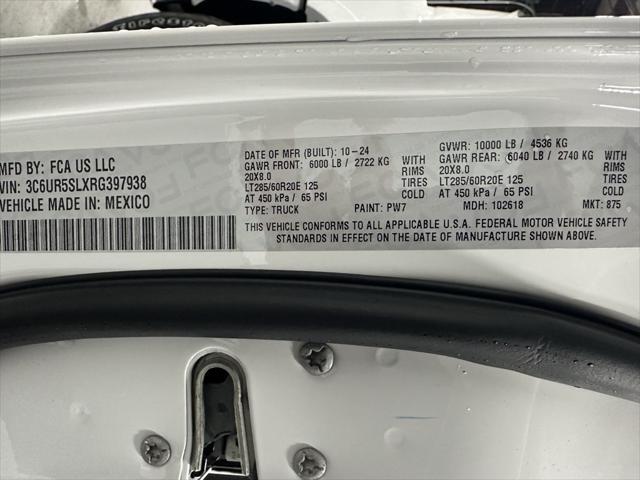 MFD BY: FCA US LLC
VIN: 3C6UR5SLXRG397938
VEHICLE MADE IN: MEXICO
DATE OF MFR (BUILT): 10-24
GAWR FRONT: 6000 LB / 2722 KG WITH
20X8.0 RIMS
LT285/60R20E 125 TIRES
AT 450 kPa / 65 PSI COLD
TYPE: TRUCK PAINT: PW7
GVWR: 10000 LB / 4536 KG
GAWR REAR: 6040 LB / 2740 KG WITH
20X8.0 RIMS
LT285/60R20E 125 TIRES
AT 450 kPa / 65 PSI COLD
MDH: 102618 MKT: 875
THIS VEHICLE CONFORMS TO ALL APPLICABLE U.S.A. FEDERAL MOTOR VEHICLE SAFETY
STANDARDS IN EFFECT ON THE DATE OF MANUFACTURE SHOWN ABOVE.